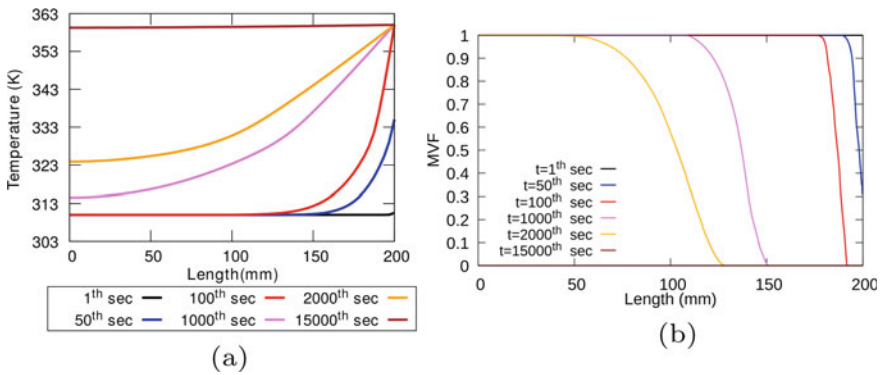 363
353
343
333
323
313
303
Temperature (K)
0 50 100 150 200
Length(mm)
1th sec 100th sec 2000th sec
50th sec 1000th sec 15000th sec
(a)
1
0.9
0.8
0.7
0.6
0.5
0.4
0.3
0.2
0.1
0
MVF
t=1th sec
t=50th sec
t=100th sec
t=1000th sec
t=2000th sec
t=15000th sec
0 50 100 150 200
Length (mm)
(b)